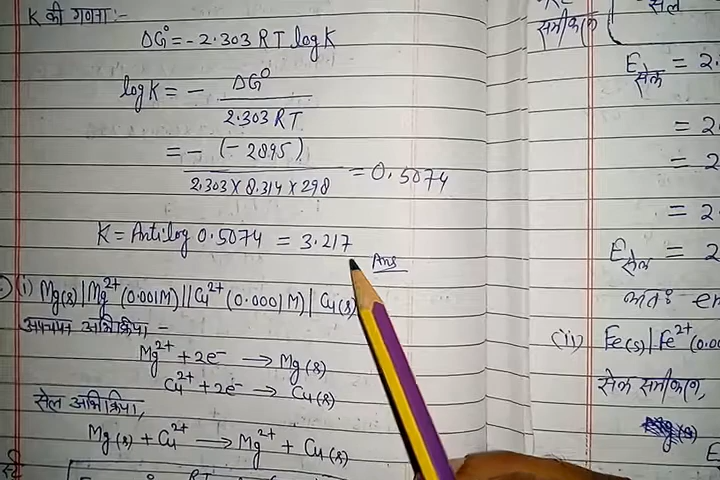 K की गणना:-
ΔG° = -2.303 RT log K
log K = - ΔG° / 2.303 RT
= - (-2895) / 2.303 × 8.314 × 298 = 0.5074
K = Antilog 0.5074 = 3.217
Ans
(i) Mg(s)|Mg²⁺(0.001M)||Cu²⁺(0.0001M)|Cu(s)
अपचयन अभिक्रिया -
Mg²⁺ + 2e⁻ → Mg(s)
Cu²⁺ + 2e⁻ → Cu(s)
सेल अभिक्रिया,
Mg(s) + Cu²⁺ → Mg²⁺ + Cu(s)
समीकरण
सेल
E सेल = 2.
= 2
= 2
= 2
E सेल = 2
अतः
(ii) Fe(s)|Fe²⁺(0.00
सेल समीकरण,